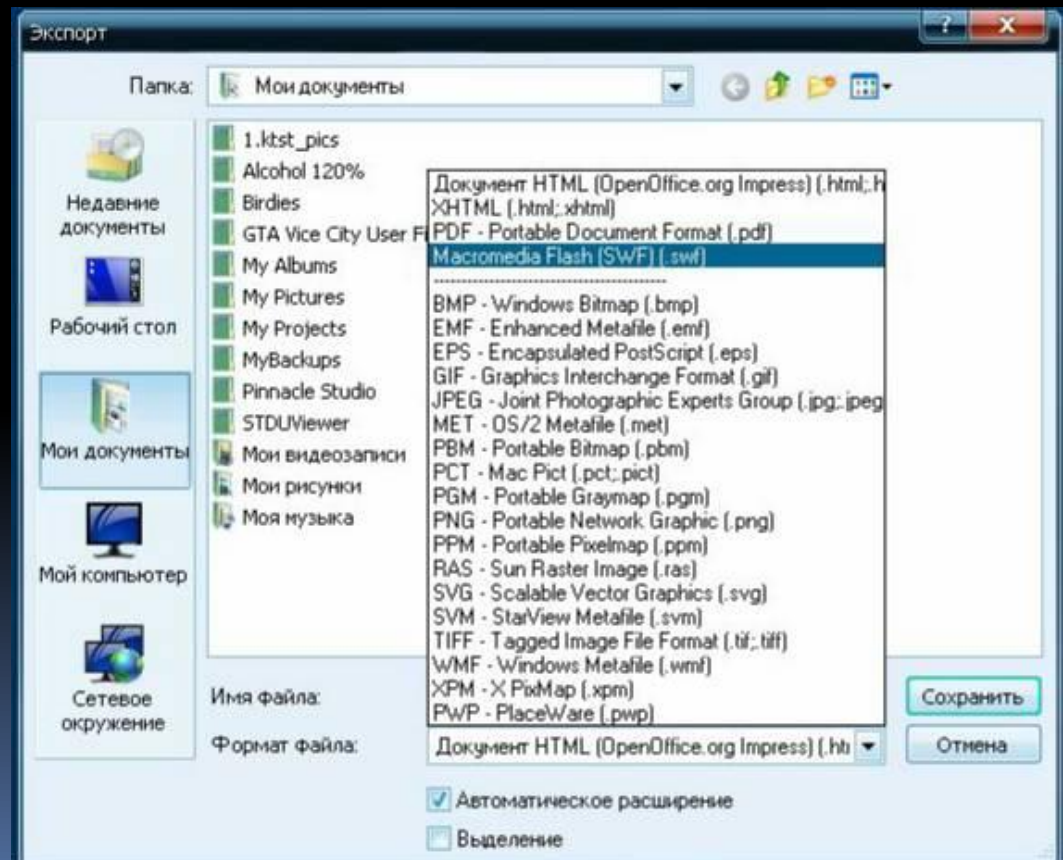 Экспорт
Папка:
Мои документы
Недавние
документы
Рабочий стол
Мои документы
Мой компьютер
Сетевое
окружение
1.ktst_pics
Alcohol 120%
Birdies
GTA Vice City User Fi
My Albums
My Pictures
My Projects
MyBackups
Pinnacle Studio
STDUViewer
Мои видеозаписи
Мои рисунки
Моя музыка
Документ HTML (OpenOffice.org Impress) (.html;.h
XHTML (.html;.xhtml)
PDF - Portable Document Format (.pdf)
Macromedia Flash (SWF) (.swf)
----------------------------------------------
BMP - Windows Bitmap (.bmp)
EMF - Enhanced Metafile (.emf)
EPS - Encapsulated PostScript (.eps)
GIF - Graphics Interchange Format (.gif)
JPEG - Joint Photographic Experts Group (.jpg;.jpeg
MET - OS/2 Metafile (.met)
PBM - Portable Bitmap (.pbm)
PCT - Mac Pict (.pct;.pict)
PGM - Portable Graymap (.pgm)
PNG - Portable Network Graphic (.png)
PPM - Portable Pixelmap (.ppm)
RAS - Sun Raster Image (.ras)
SVG - Scalable Vector Graphics (.svg)
SVM - StarView Metafile (.svm)
TIFF - Tagged Image File Format (.tif;.tiff)
WMF - Windows Metafile (.wmf)
XPM - X PixMap (.xpm)
PWP - PlaceWare (.pwp)
Имя файла:
Сохранить
Формат файла:
Документ HTML (OpenOffice.org Impress) (.ht
Отмена
Автоматическое расширение
Выделение